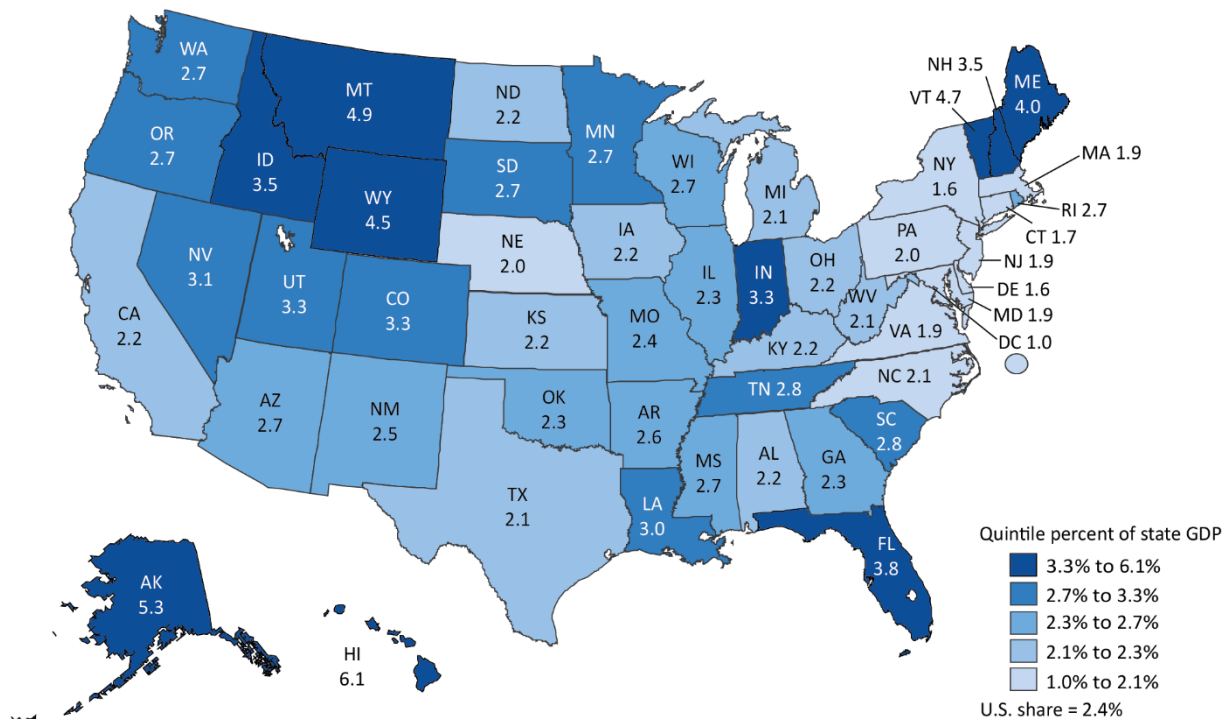 WA
2.7
OR
2.7
CA
2.2
NV
3.1
ID
3.5
MT
4.9
WY
4.5
UT
3.3
CO
3.3
AZ
2.7
NM
2.5
ND
2.2
SD
2.7
NE
2.0
KS
2.2
OK
2.3
TX
2.1
MN
2.7
IA
2.2
MO
2.4
AR
2.6
LA
3.0
WI
2.7
IL
2.3
MS
2.7
MI
2.1
IN
3.3
KY 2.2
TN 2.8
AL
2.2
OH
2.2
WV
2.1
GA
2.3
FL
3.8
SC
2.8
NC 2.1
VA 1.9
PA
2.0
NY
1.6
VT 4.7
NH 3.5
ME
4.0
MA 1.9
RI 2.7
CT 1.7
NJ 1.9
DE 1.6
MD 1.9
DC 1.0
AK
5.3
HI
6.1
Quintile percent of state GDP
3.3% to 6.1%
2.7% to 3.3%
2.3% to 2.7%
2.1% to 2.3%
1.0% to 2.1%
U.S. share = 2.4%